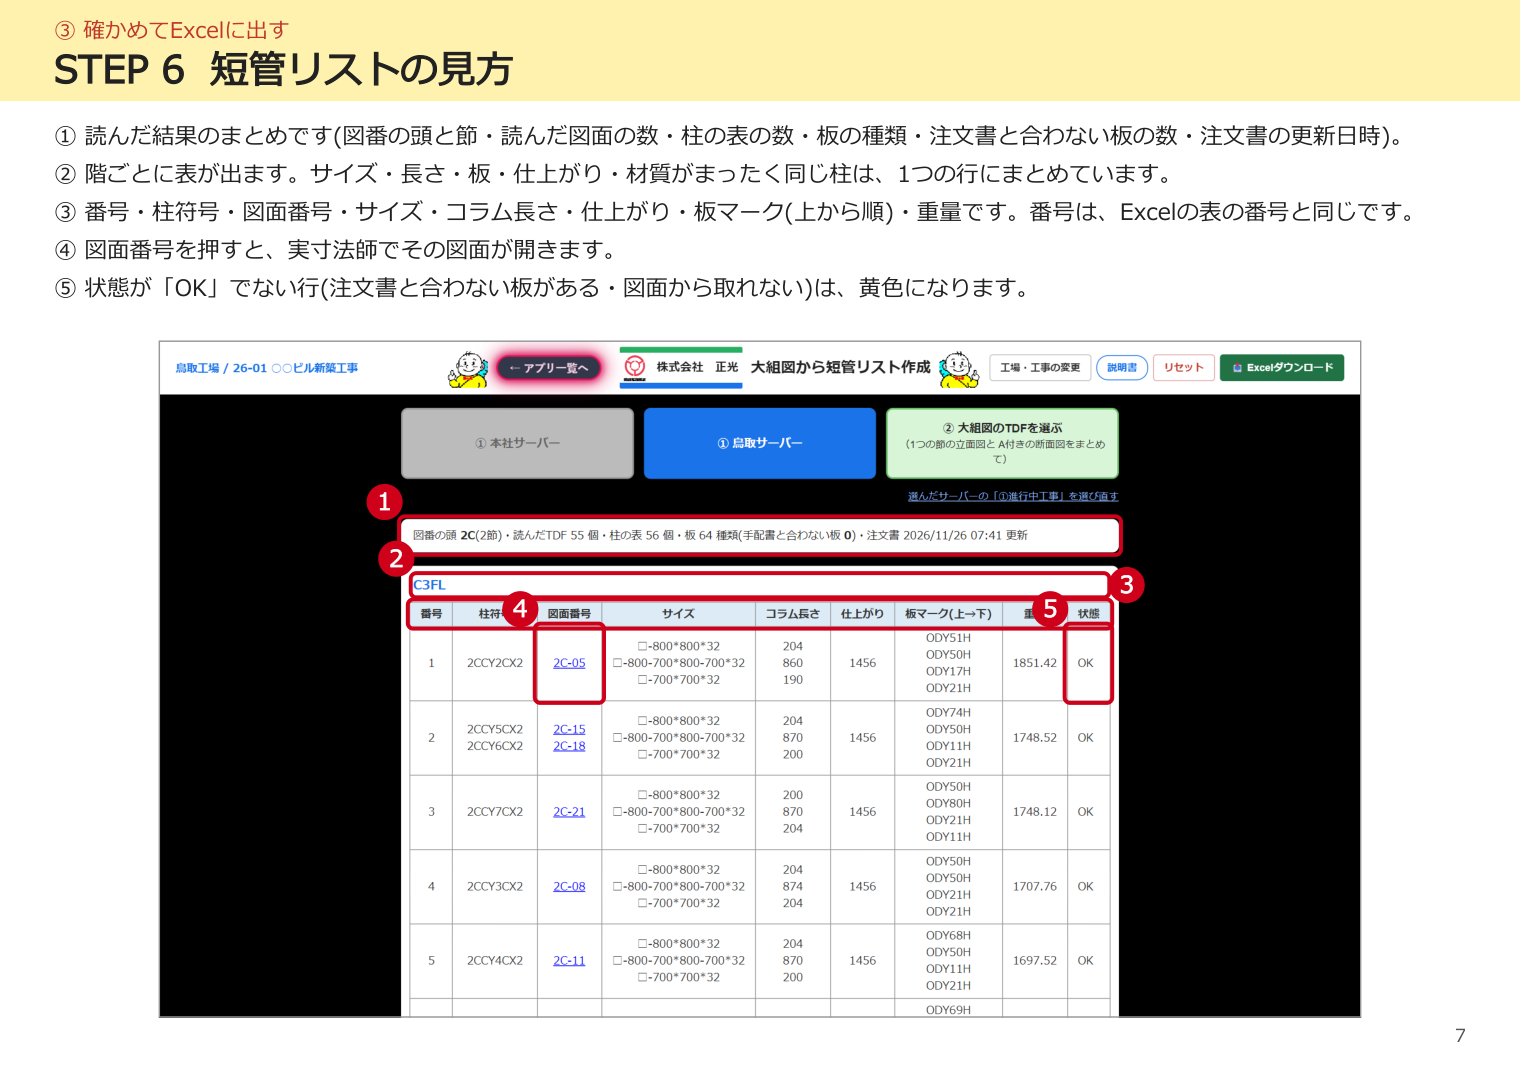 ③ 確かめてExcelに出す
STEP 6 短管リストの見方
① 読んだ結果のまとめです(図番の頭と節・読んだ図面の数・柱の表の数・板の種類・注文書と合わない板の数・注文書の更新日時)。
② 階ごとに表が出ます。サイズ・長さ・板・仕上がり・材質がまったく同じ柱は、1つの行にまとめています。
③ 番号・柱符号・図面番号・サイズ・コラム長さ・仕上がり・板マーク(上から順)・重量です。番号は、Excelの表の番号と同じです。
④ 図面番号を押すと、実寸法師でその図面が開きます。
⑤ 状態が「OK」でない行(注文書と合わない板がある・図面から取れない)は、黄色になります。
鳥取工場 / 26-01 ○○ビル新築工事
← アプリ一覧へ
株式会社 正光
大組図から短管リスト作成
工場・工事の変更
説明書
リセット
Excelダウンロード
① 本社サーバー
① 鳥取サーバー
② 大組図のTDFを選ぶ
(1つの節の立面図と A付きの断面図をまとめ
て)
選んだサーバーの「①進行中工事」を選び直す
1
図番の頭 2C(2節)・読んだTDF 55 個・柱の表 56 個・板 64 種類(手配書と合わない板 0)・注文書 2026/11/26 07:41 更新
2
C3FL
3
番号 柱符 4 図面番号 サイズ コラム長さ 仕上がり 板マーク(上→下) 重 5 状態
1 2CCY2CX2 2C-05 □-800*800*32 204 1456 ODY51H 1851.42 OK
□-800-700*800-700*32 860 ODY50H
□-700*700*32 190 ODY17H
ODY21H
2 2CCY5CX2 2C-15 □-800*800*32 204 1456 ODY74H 1748.52 OK
2CCY6CX2 2C-18 □-800-700*800-700*32 870 ODY50H
□-700*700*32 200 ODY11H
ODY21H
3 2CCY7CX2 2C-21 □-800*800*32 200 1456 ODY50H 1748.12 OK
□-800-700*800-700*32 870 ODY80H
□-700*700*32 204 ODY21H
ODY11H
4 2CCY3CX2 2C-08 □-800*800*32 204 1456 ODY50H 1707.76 OK
□-800-700*800-700*32 874 ODY50H
□-700*700*32 204 ODY21H
ODY21H
5 2CCY4CX2 2C-11 □-800*800*32 204 1456 ODY68H 1697.52 OK
□-800-700*800-700*32 870 ODY50H
□-700*700*32 200 ODY11H
ODY21H
ODY69H
7